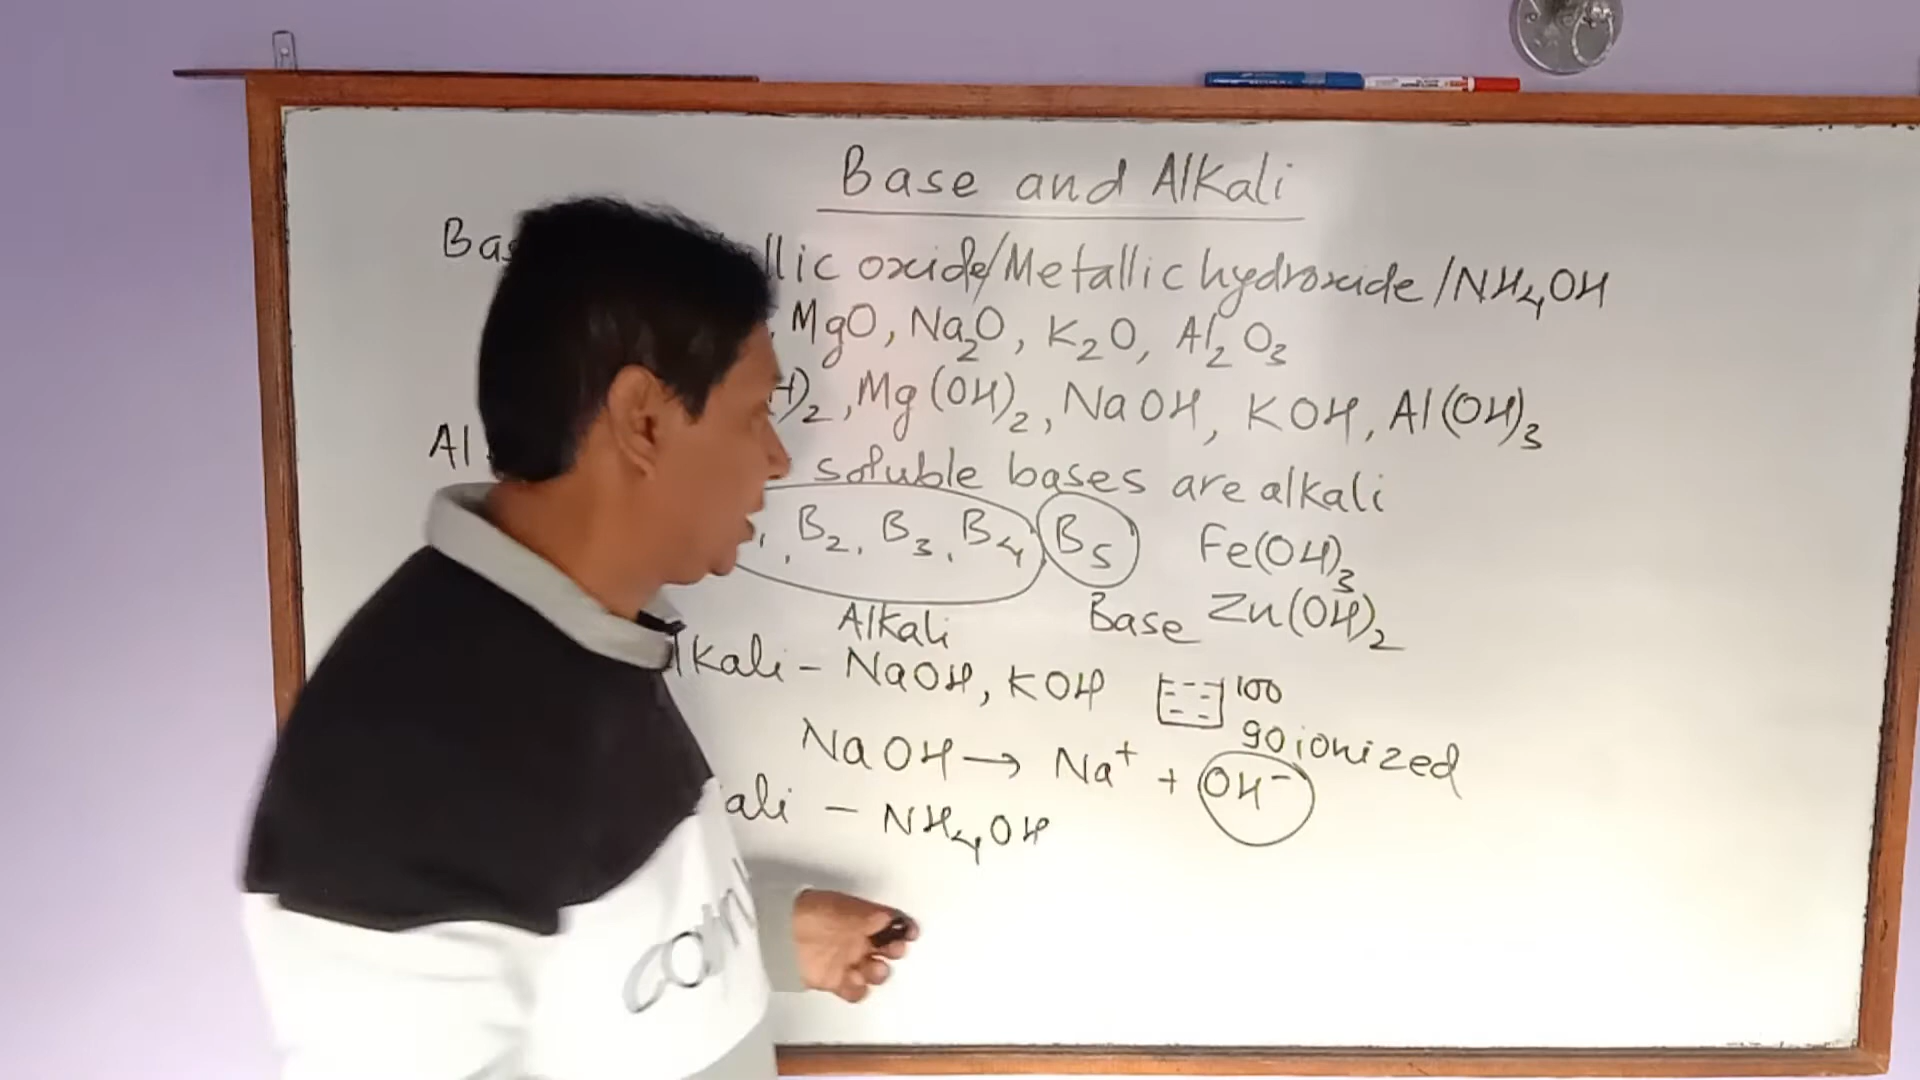 Base and Alkali
Bas llic oxide/Metallic hydroxide/NH₄OH
MgO, Na₂O, K₂O, Al₂O₃
H)₂, Mg(OH)₂, NaOH, KOH, Al(OH)₃
Al soluble bases are alkali
, B₂, B₃, B₄ B₅ Fe(OH)₃
Alkali Base Zn(OH)₂
lkali - NaOH, KOH 100
90 ionized
NaOH → Na⁺ + OH⁻
ali - NH₄OH